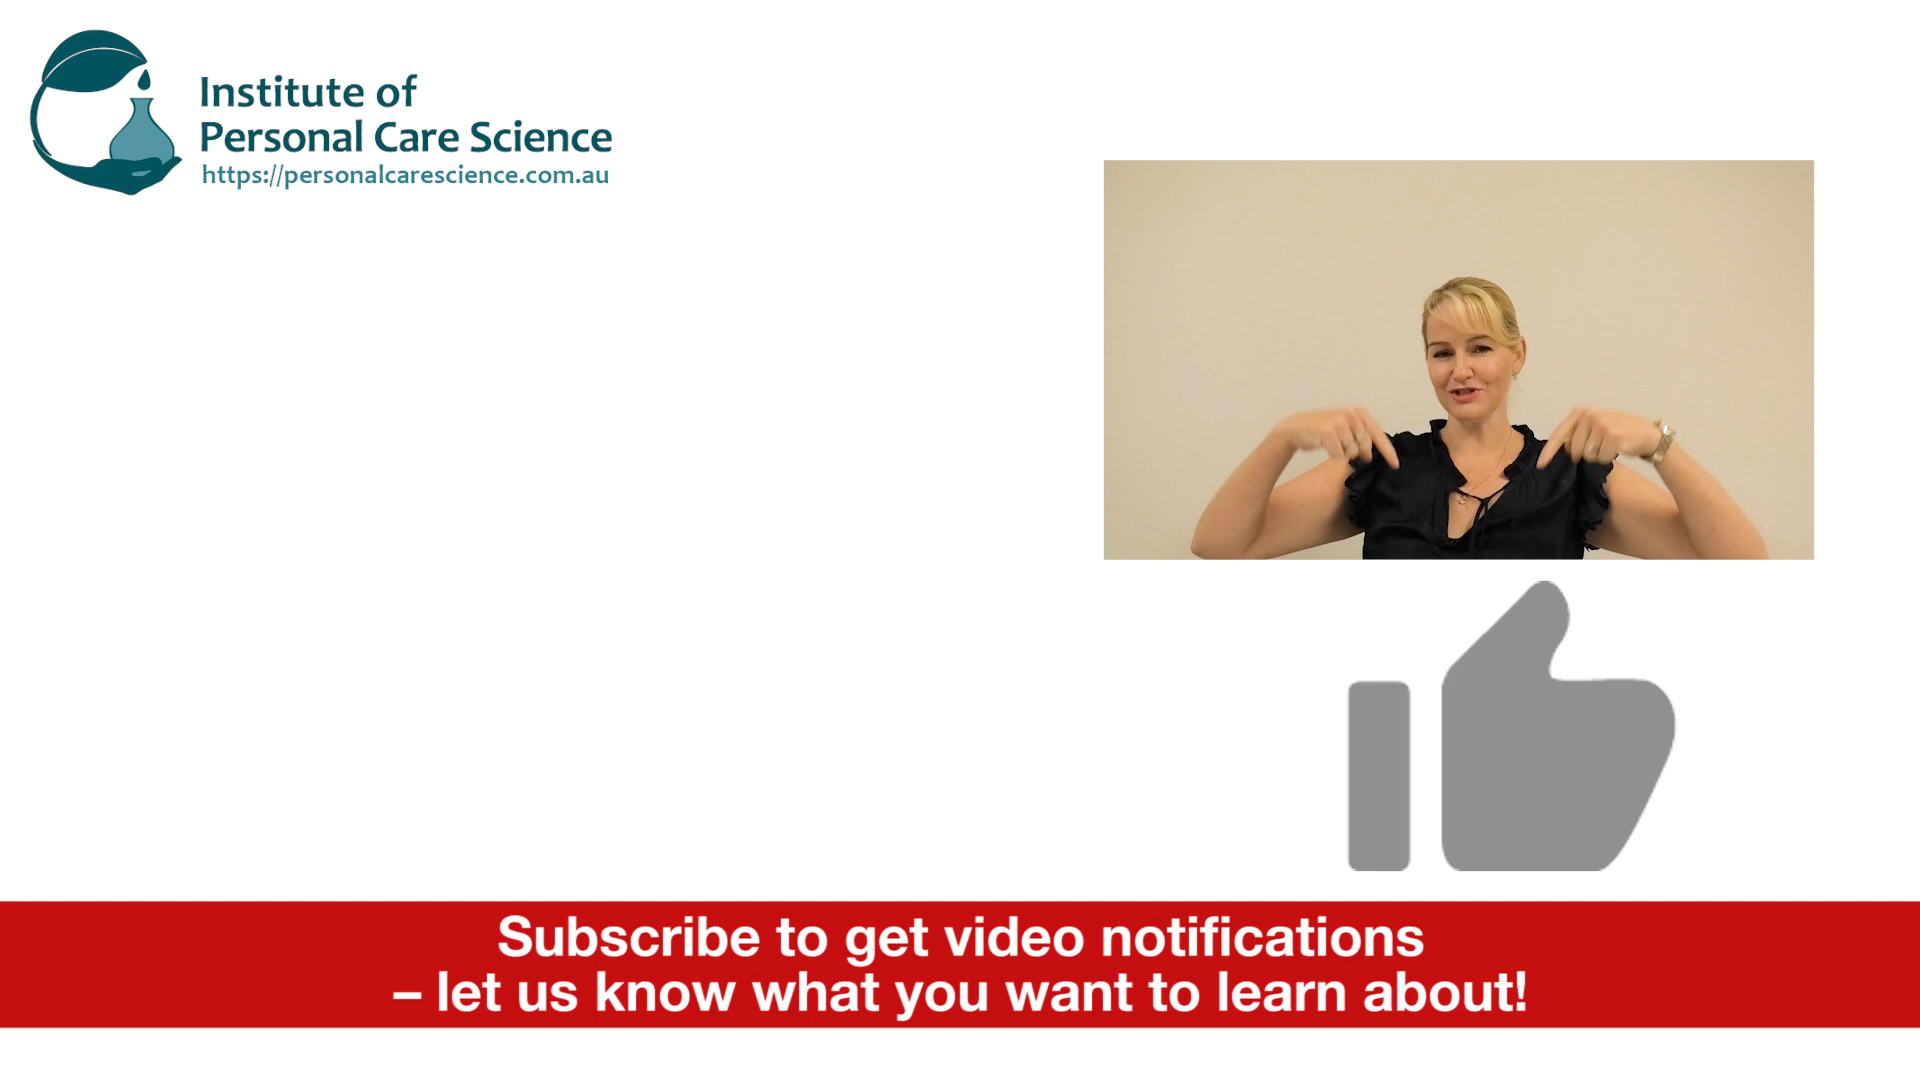 Institute of
Personal Care Science
https://personalcarescience.com.au
Subscribe to get video notifications
– let us know what you want to learn about!